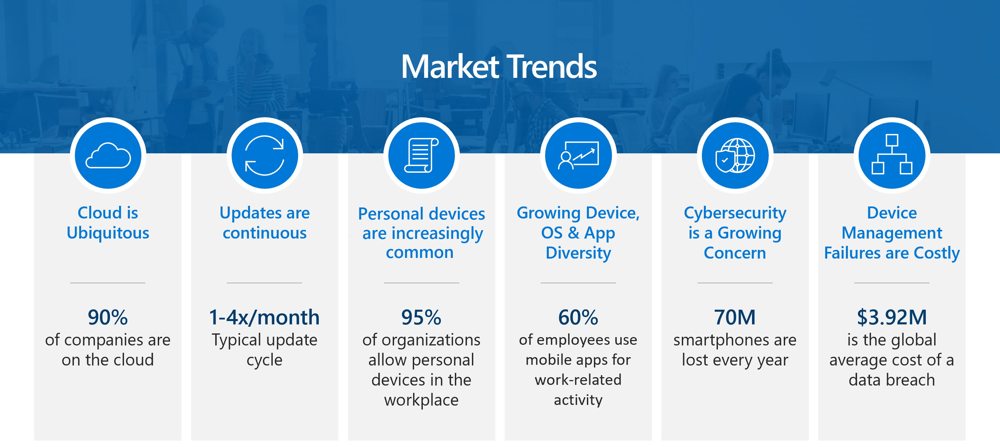 Market Trends
Cloud is
Ubiquitous
90%
of companies are
on the cloud
Updates are
continuous
1-4x/month
Typical update
cycle
Personal devices
are increasingly
common
95%
of organizations
allow personal
devices in the
workplace
Growing Device,
OS & App
Diversity
60%
of employees use
mobile apps for
work-related
activity
Cybersecurity
is a Growing
Concern
70M
smartphones are
lost every year
Device
Management
Failures are Costly
$3.92M
is the global
average cost of a
data breach